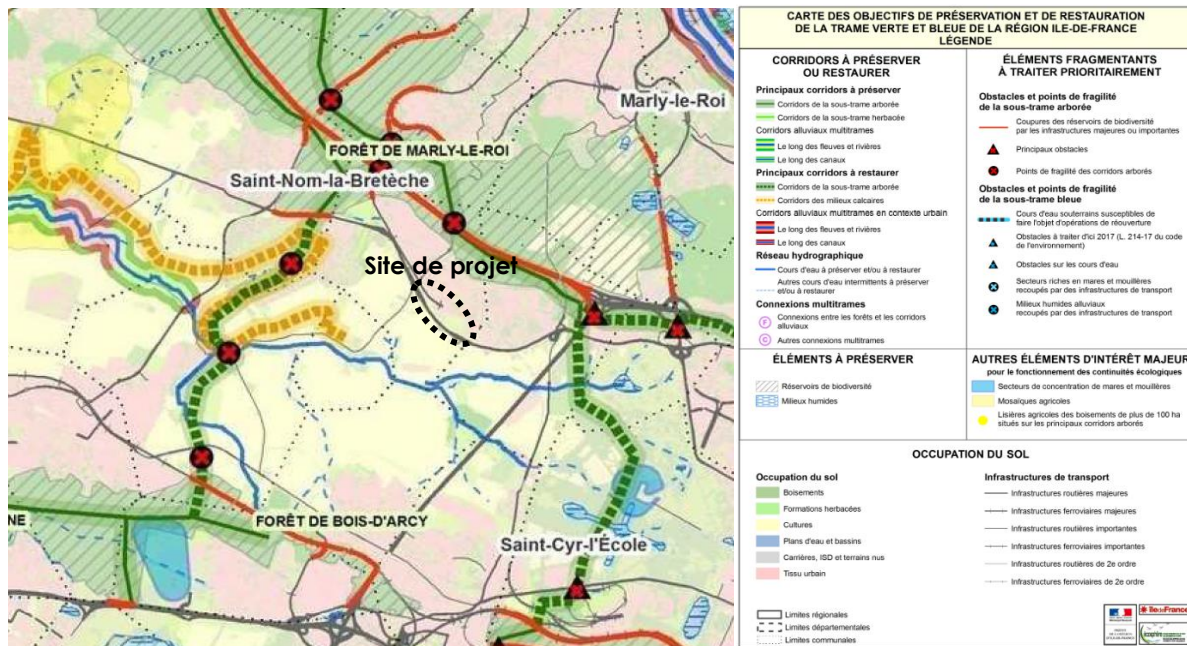 Marly-le-Roi
FORÊT DE MARLY-LE-ROI
Saint-Nom-la-Bretèche
Site de projet
FORÊT DE BOIS-D'ARCY
NE
Saint-Cyr-l'École
CARTE DES OBJECTIFS DE PRÉSERVATION ET DE RESTAURATION
DE LA TRAME VERTE ET BLEUE DE LA RÉGION ILE-DE-FRANCE
LÉGENDE
CORRIDORS À PRÉSERVER
OU RESTAURER
Principaux corridors à préserver
Corridors de la sous-trame arborée
Corridors de la sous-trame herbacée
Corridors alluviaux multitrames
Le long des fleuves et rivières
Le long des canaux
Principaux corridors à restaurer
Corridors de la sous-trame arborée
Corridors des milieux calcaires
Corridors alluviaux multitrames en contexte urbain
Le long des fleuves et rivières
Le long des canaux
Réseau hydrographique
Cours d'eau à préserver et/ou à restaurer
Autres cours d'eau intermittents à préserver
et/ou à restaurer
Connexions multitrames
F
Connexions entre les forêts et les corridors
alluviaux
C
Autres connexions multitrames
ÉLÉMENTS FRAGMENTANTS
À TRAITER PRIORITAIREMENT
Obstacles et points de fragilité
de la sous-trame arborée
Coupures des réservoirs de biodiversité
par les infrastructures majeures ou importantes
Principaux obstacles
Points de fragilité des corridors arborés
Obstacles et points de fragilité
de la sous-trame bleue
Cours d'eau souterrains susceptibles de
faire l'objet d'opérations de réouverture
Obstacles à traiter d'ici 2017 (L. 214-17 du code
de l'environnement)
Obstacles sur les cours d'eau
Secteurs riches en mares et mouillères
recoupés par des infrastructures de transport
Milieux humides alluviaux
recoupés par des infrastructures de transport
ÉLÉMENTS À PRÉSERVER
Réservoirs de biodiversité
Milieux humides
AUTRES ÉLÉMENTS D'INTÉRÊT MAJEUR
pour le fonctionnement des continuités écologiques
Secteurs de concentration de mares et mouillères
Mosaïques agricoles
Lisières agricoles des boisements de plus de 100 ha
situés sur les principaux corridors arborés
OCCUPATION DU SOL
Occupation du sol
Boisements
Formations herbacées
Cultures
Plans d'eau et bassins
Carrières, ISD et terrains nus
Tissu urbain
Infrastructures de transport
Infrastructures routières majeures
Infrastructures ferroviaires majeures
Infrastructures routières importantes
Infrastructures ferroviaires importantes
Infrastructures routières de 2e ordre
Infrastructures ferroviaires de 2e ordre
Limites régionales
Limites départementales
Limites communales
île de France